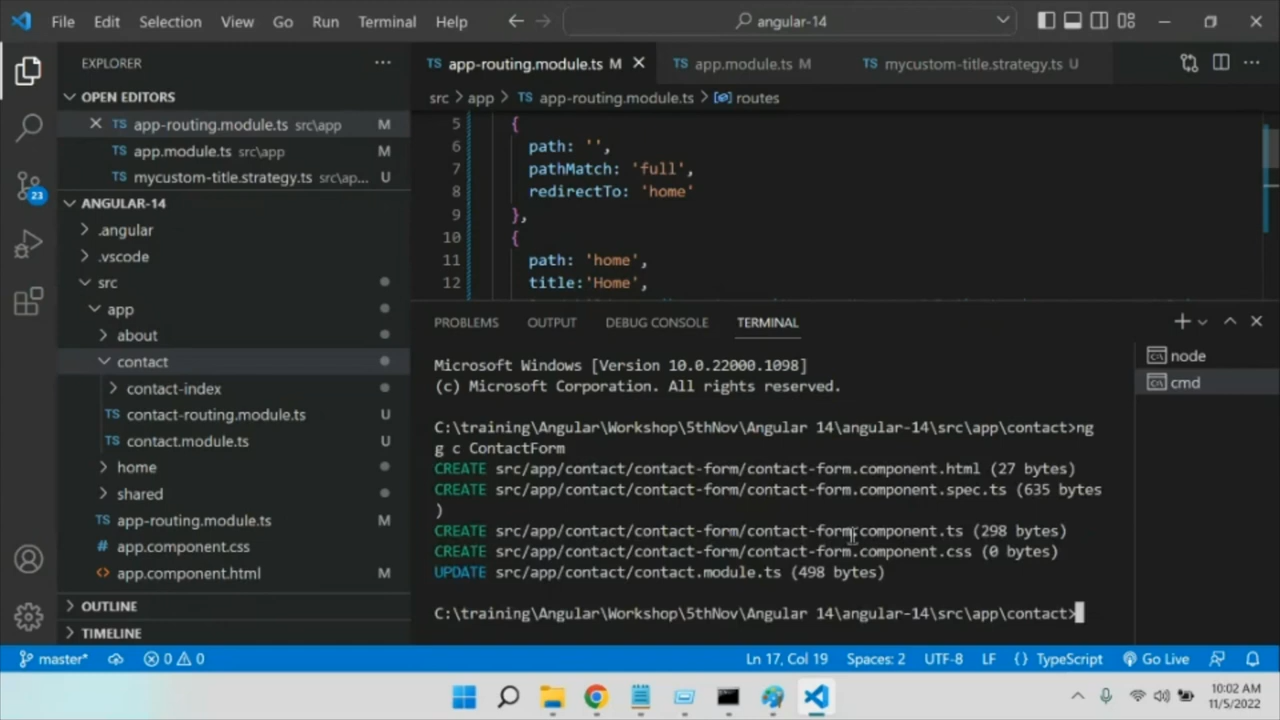 File Edit Selection View Go Run Terminal Help
angular-14
EXPLORER
OPEN EDITORS
TS app-routing.module.ts src\app M
TS app.module.ts src\app M
TS mycustom-title.strategy.ts src\ap... U
ANGULAR-14
.angular
.vscode
src
app
about
contact
contact-index
TS contact-routing.module.ts U
TS contact.module.ts U
home
shared
TS app-routing.module.ts M
app.component.css
app.component.html M
OUTLINE
TIMELINE
TS app-routing.module.ts M
TS app.module.ts M
TS mycustom-title.strategy.ts U
src > app > TS app-routing.module.ts > routes
5 {
6 path: '',
7 pathMatch: 'full',
8 redirectTo: 'home'
9 },
10 {
11 path: 'home',
12 title:'Home',
PROBLEMS OUTPUT DEBUG CONSOLE TERMINAL
Microsoft Windows [Version 10.0.22000.1098]
(c) Microsoft Corporation. All rights reserved.
C:\training\Angular\Workshop\5thNov\Angular 14\angular-14\src\app\contact>ng
g c ContactForm
CREATE src/app/contact/contact-form/contact-form.component.html (27 bytes)
CREATE src/app/contact/contact-form/contact-form.component.spec.ts (635 bytes
)
CREATE src/app/contact/contact-form/contact-form.component.ts (298 bytes)
CREATE src/app/contact/contact-form/contact-form.component.css (0 bytes)
UPDATE src/app/contact/contact.module.ts (498 bytes)
C:\training\Angular\Workshop\5thNov\Angular 14\angular-14\src\app\contact>
node
cmd
23
master* 0 0 Ln 17, Col 19 Spaces: 2 UTF-8 LF {} TypeScript Go Live
10:02 AM
11/5/2022